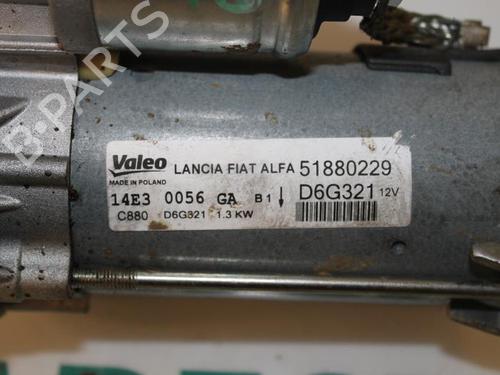 B-PARTS
Valeo LANCIA FIAT ALFA 51880229
MADE IN POLAND
D6G321 12V
14E3 0056 GA B1↓
C880 D6G321 1.3 KW